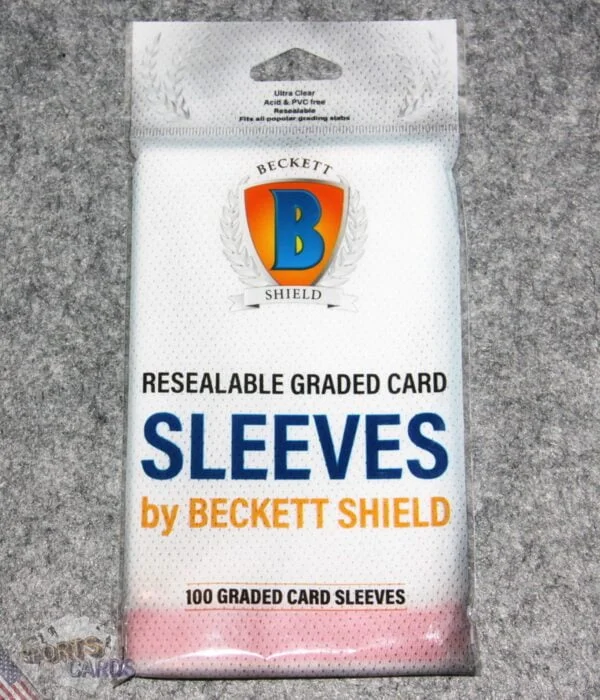 Ultra Clear
Acid & PVC free
Resealable
Fits all popular grading slabs
BECKETT
B
SHIELD
RESEALABLE GRADED CARD
SLEEVES
by BECKETT SHIELD
100 GRADED CARD SLEEVES
SPORTS
CARDS